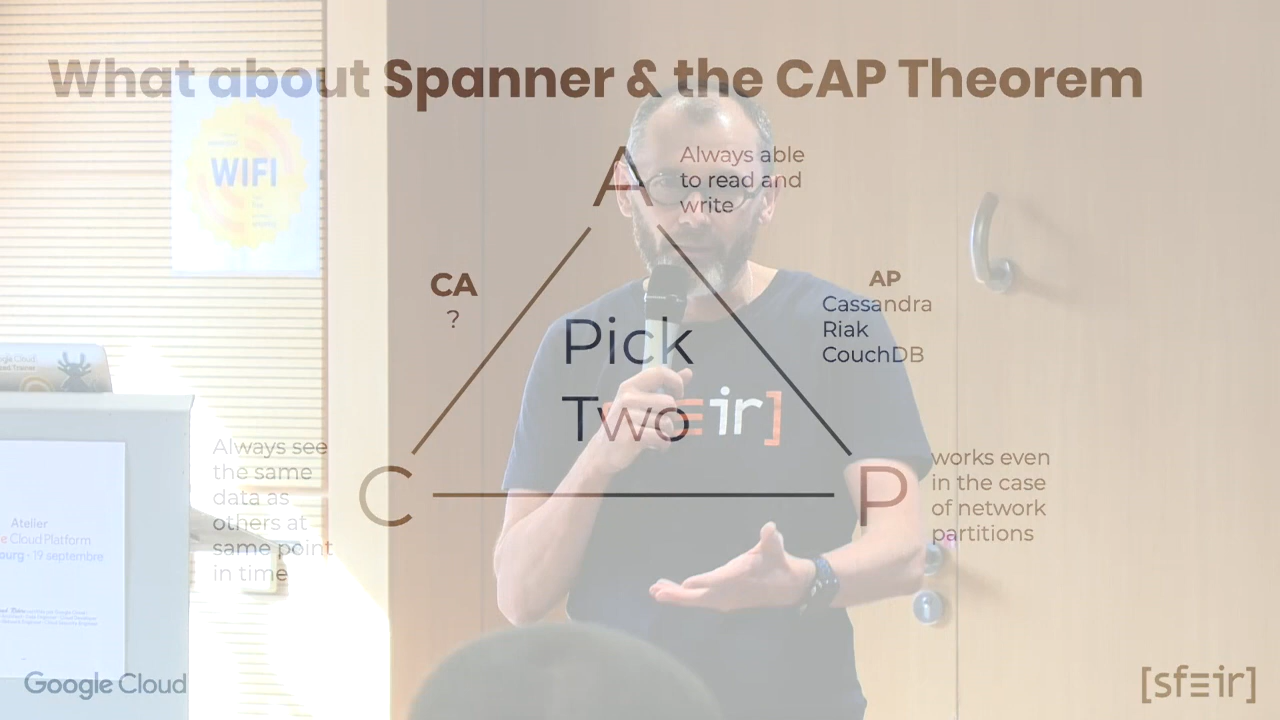 What about Spanner & the CAP Theorem
WIFI
A
Always able
to read and
write
CA
?
AP
Cassandra
Riak
CouchDB
Pick
Two
ir]
Always see
the same
data as
others at
same point
in time
C
P
works even
in the case
of network
partitions
Atelier
Cloud Platform
19 septembre
Google Cloud
[sfeir]